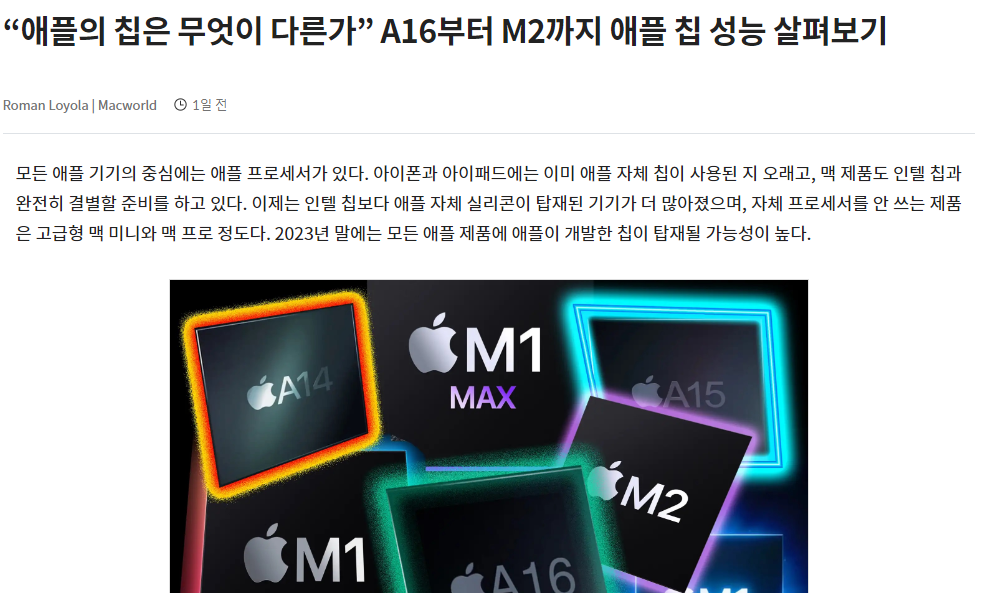 “애플의 칩은 무엇이 다른가” A16부터 M2까지 애플 칩 성능 살펴보기
Roman Loyola | Macworld 1일 전
모든 애플 기기의 중심에는 애플 프로세서가 있다. 아이폰과 아이패드에는 이미 애플 자체 칩이 사용된 지 오래고, 맥 제품도 인텔 칩과
완전히 결별할 준비를 하고 있다. 이제는 인텔 칩보다 애플 자체 실리콘이 탑재된 기기가 더 많아졌으며, 자체 프로세서를 안 쓰는 제품
은 고급형 맥 미니와 맥 프로 정도다. 2023년 말에는 모든 애플 제품에 애플이 개발한 칩이 탑재될 가능성이 높다.
A14
M1
MAX
A15
M2
M1
A16
M1